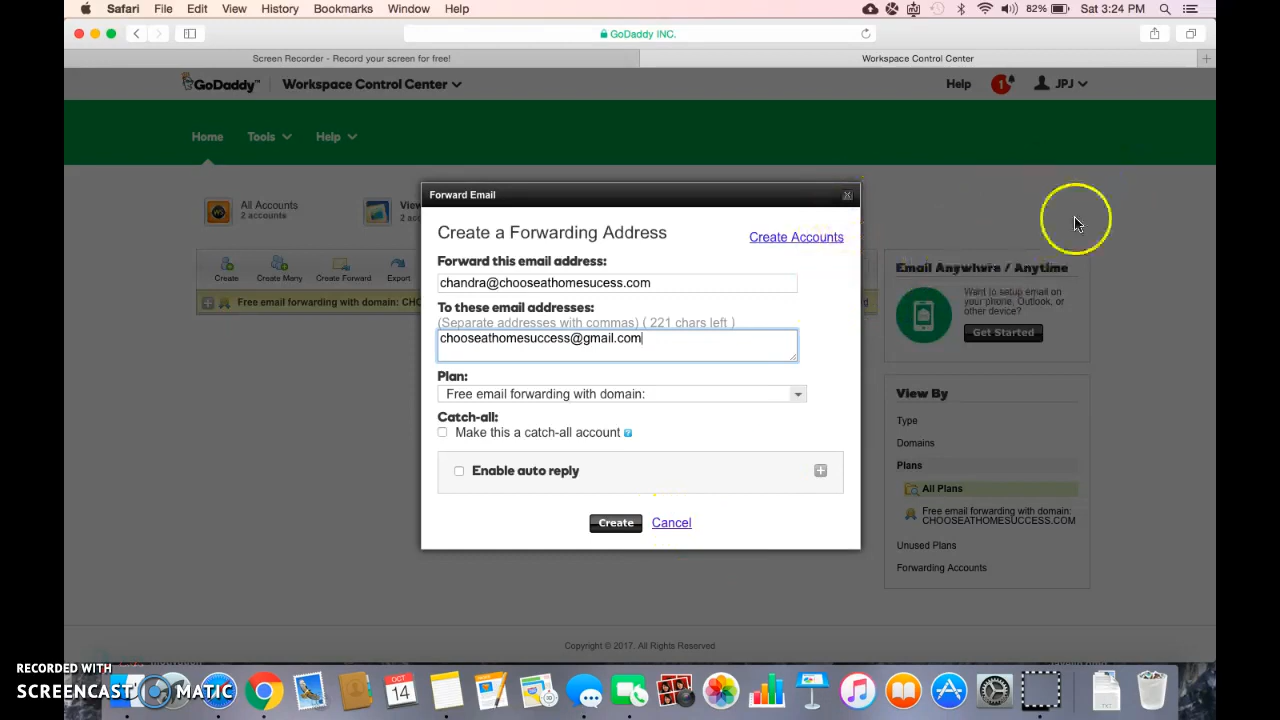 Safari File Edit View History Bookmarks Window Help 82% Sat 3:24 PM
GoDaddy INC.
Screen Recorder - Record your screen for free! Workspace Control Center
GoDaddy™ Workspace Control Center Help 1 JPJ
Home Tools Help
All Accounts
2 accounts
View
2 acc
Create Create Many Create Forward Export
Free email forwarding with domain: CHO
Forward Email
Create a Forwarding Address Create Accounts
Forward this email address:
chandra@chooseathomesucess.com
To these email addresses:
(Separate addresses with commas) ( 221 chars left )
chooseathomesuccess@gmail.com
Plan:
Free email forwarding with domain:
Catch-all:
Make this a catch-all account ?
Enable auto reply
Create Cancel
Email Anywhere / Anytime
Want to setup email on
your phone, Outlook, or
other device?
Get Started
View By
Type
Domains
Plans
All Plans
Free email forwarding with domain:
CHOOSEATHOMESUCCESS.COM
Unused Plans
Forwarding Accounts
Copyright © 2017. All Rights Reserved
RECORDED WITH
SCREENCAST MATIC
OCT
14
TXT